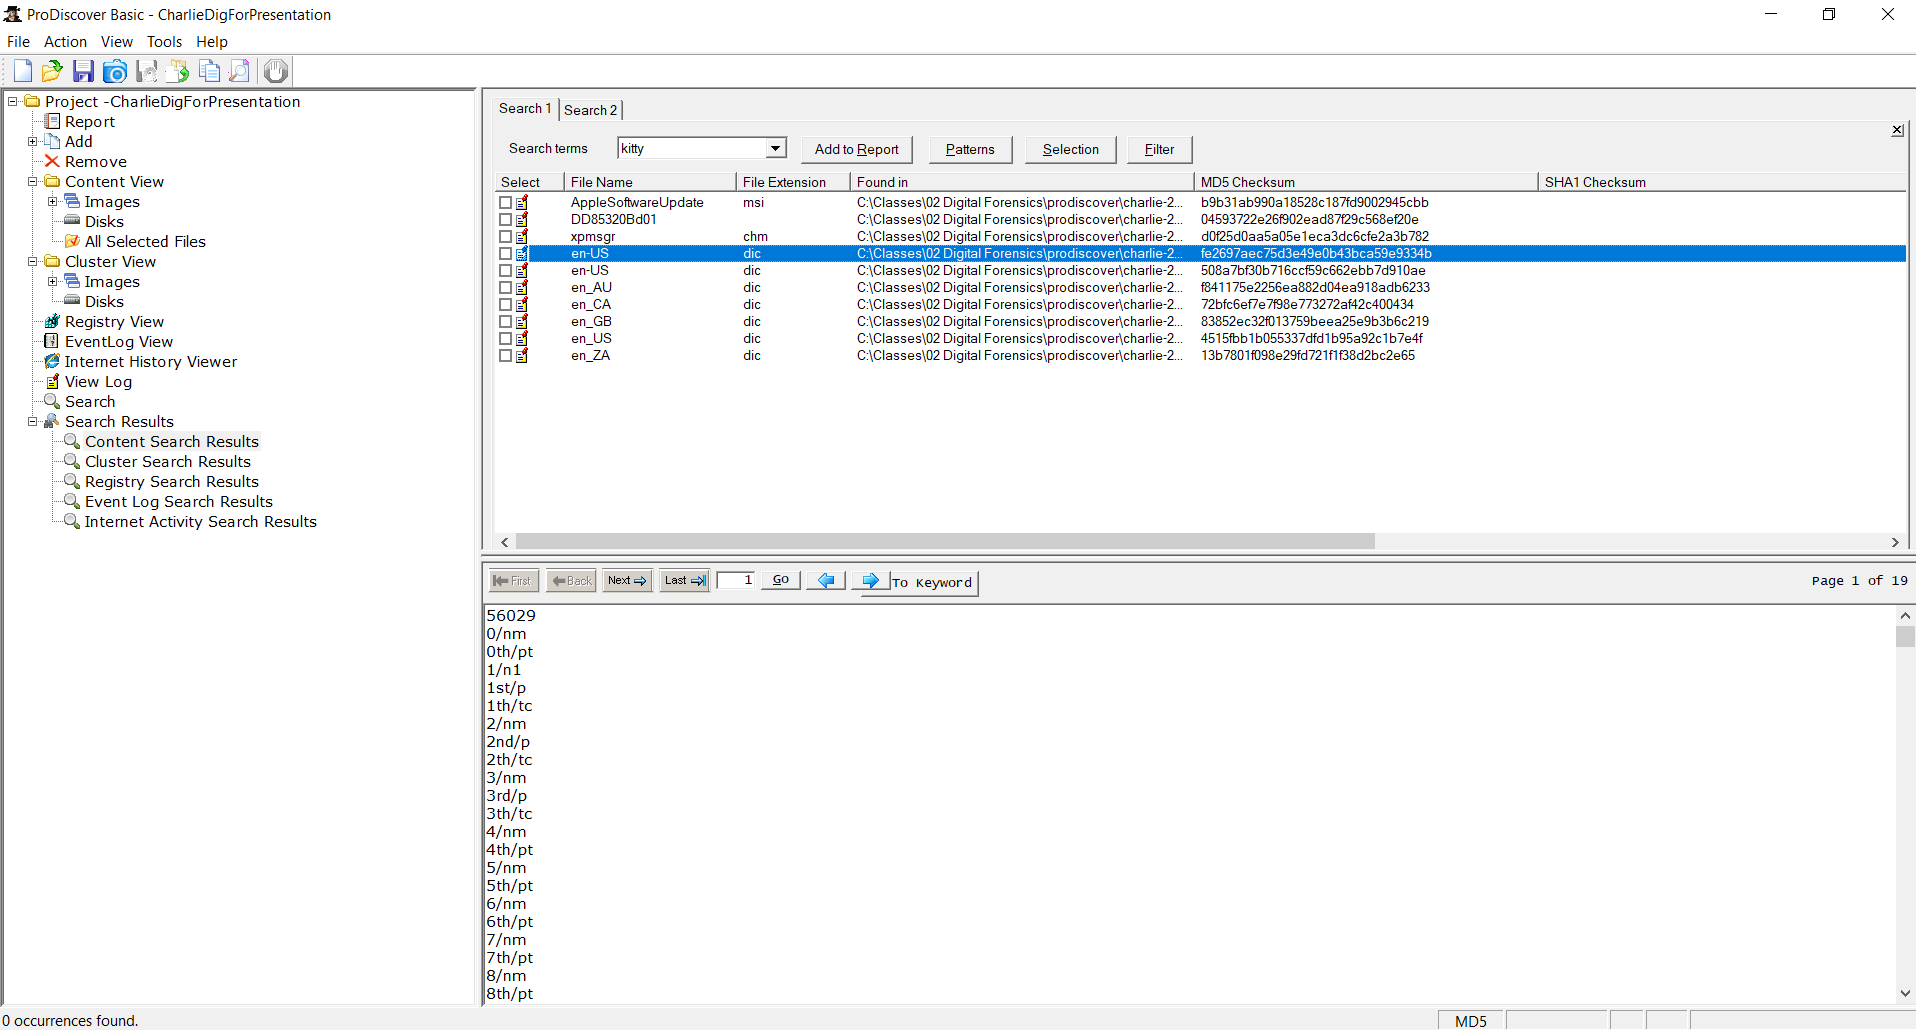 ProDiscover Basic - CharlieDigForPresentation
File Action View Tools Help
Project -CharlieDigForPresentation
Report
Add
Remove
Content View
Images
Disks
All Selected Files
Cluster View
Images
Disks
Registry View
EventLog View
Internet History Viewer
View Log
Search
Search Results
Content Search Results
Cluster Search Results
Registry Search Results
Event Log Search Results
Internet Activity Search Results
Search 1 Search 2
Search terms kitty Add to Report Patterns Selection Filter
Select File Name File Extension Found in MD5 Checksum SHA1 Checksum
AppleSoftwareUpdate msi C:\Classes\02 Digital Forensics\prodiscover\charlie-2... b9b31ab990a18528c187fd9002945cbb
DD85320Bd01 C:\Classes\02 Digital Forensics\prodiscover\charlie-2... 04593722e26f902ead87f29c568ef20e
xpmsgr chm C:\Classes\02 Digital Forensics\prodiscover\charlie-2... d0f25d0aa5a05e1eca3dc6cfe2a3b782
en-US dic C:\Classes\02 Digital Forensics\prodiscover\charlie-2... fe2697aec75d3e49e0b43bca59e9334b
en-US dic C:\Classes\02 Digital Forensics\prodiscover\charlie-2... 508a7bf30b716ccf59c662ebb7d910ae
en_AU dic C:\Classes\02 Digital Forensics\prodiscover\charlie-2... f841175e2256ea882d04ea918adb6233
en_CA dic C:\Classes\02 Digital Forensics\prodiscover\charlie-2... 72bfc6ef7e7f98e773272af42c400434
en_GB dic C:\Classes\02 Digital Forensics\prodiscover\charlie-2... 83852ec32f013759beea25e9b3b6c219
en_US dic C:\Classes\02 Digital Forensics\prodiscover\charlie-2... 4515fbb1b055337dfd1b95a92c1b7e4f
en_ZA dic C:\Classes\02 Digital Forensics\prodiscover\charlie-2... 13b7801f098e29fd721f1f38d2bc2e65
First Back Next Last 1 Go To Keyword Page 1 of 19
56029
0/nm
0th/pt
1/n1
1st/p
1th/tc
2/nm
2nd/p
2th/tc
3/nm
3rd/p
3th/tc
4/nm
4th/pt
5/nm
5th/pt
6/nm
6th/pt
7/nm
7th/pt
8/nm
8th/pt
0 occurrences found. MD5